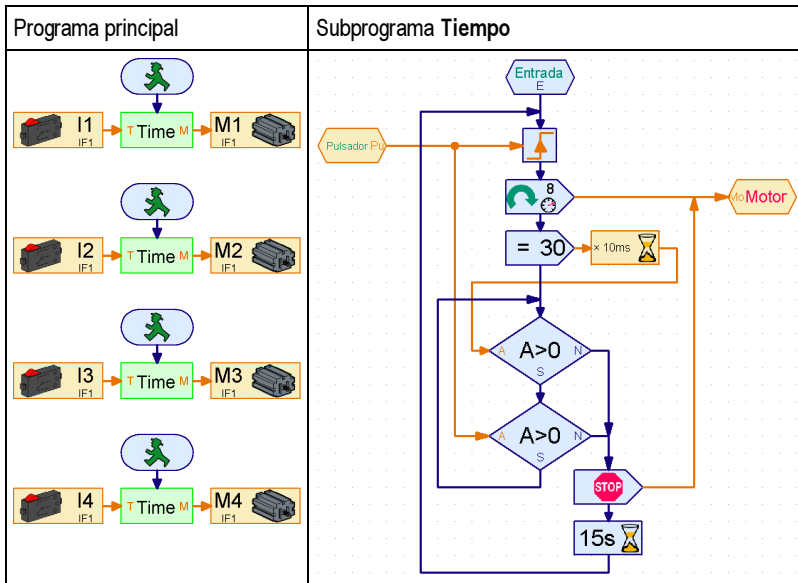 Programa principal
Subprograma Tiempo
I1
IF1
T Time M
M1
IF1
I2
IF1
T Time M
M2
IF1
I3
IF1
T Time M
M3
IF1
I4
IF1
T Time M
M4
IF1
Entrada
E
Pulsador Pu
8
Mo Motor
= 30
× 10ms
A A>0 N
S
A A>0 N
S
STOP
15s